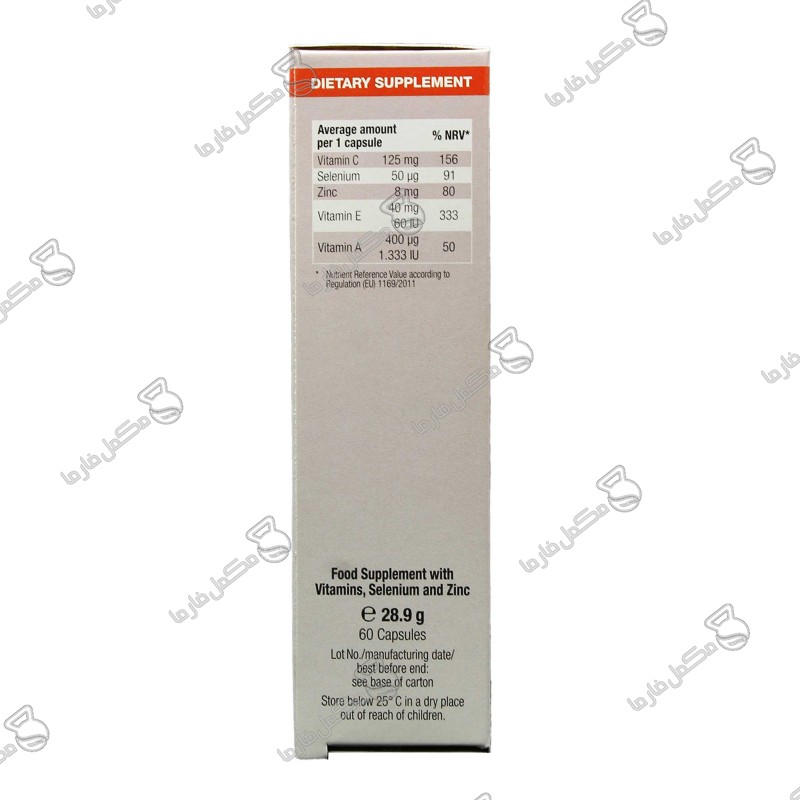 DIETARY SUPPLEMENT
Average amount per 1 capsule % NRV*
Vitamin C 125 mg 156
Selenium 50 µg 91
Zinc 8 mg 80
Vitamin E 40 mg 60 IU 333
Vitamin A 400 µg 1.333 IU 50
* Nutrient Reference Value according to
Regulation (EU) 1169/2011
Food Supplement with
Vitamins, Selenium and Zinc
℮ 28.9 g
60 Capsules
Lot No./manufacturing date/
best before end:
see base of carton
Store below 25° C in a dry place
out of reach of children.
مکمل فارما